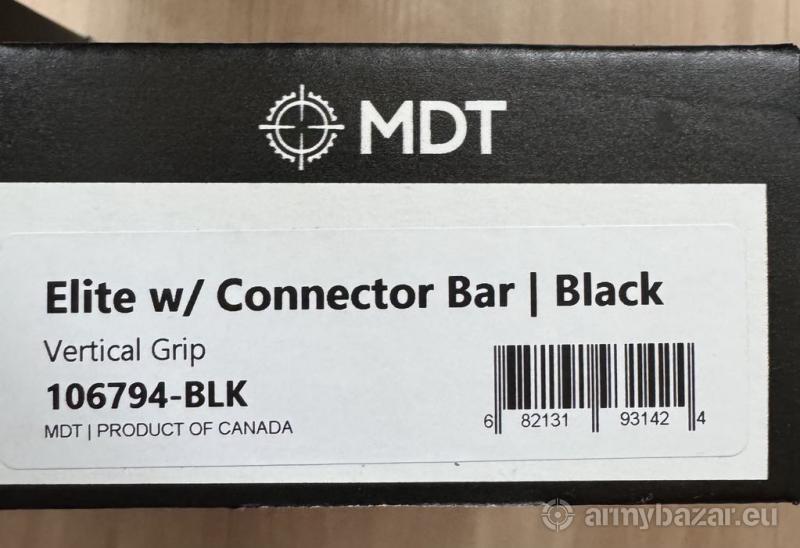 MDT
Elite w/ Connector Bar | Black
Vertical Grip
106794-BLK
MDT | PRODUCT OF CANADA
6 82131 93142 4
armybazar.eu